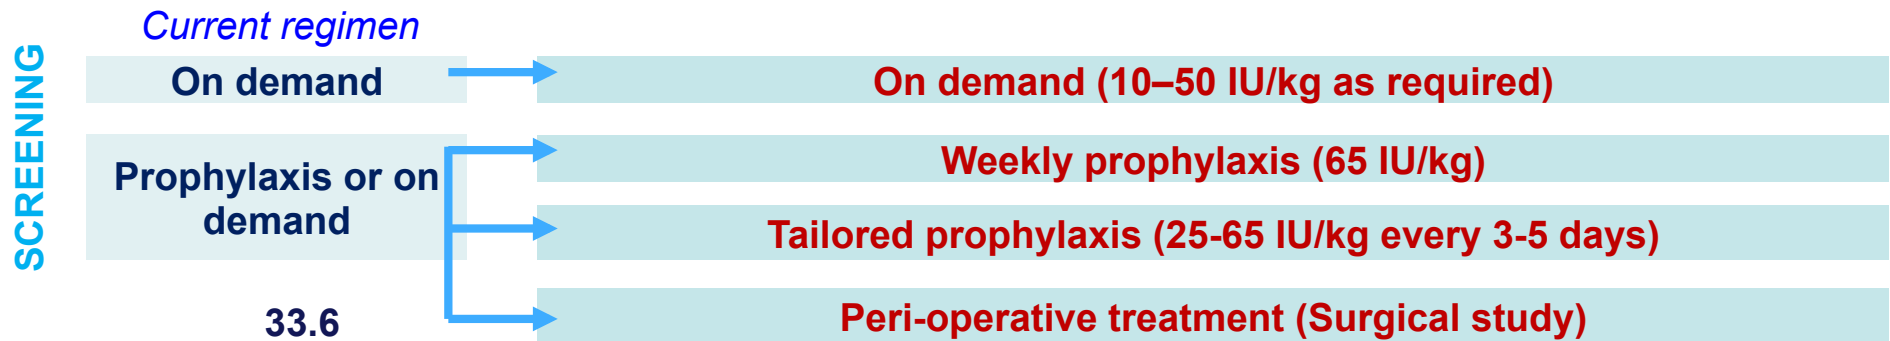 Current regimen
SCREENING
On demand
On demand (10–50 IU/kg as required)
Prophylaxis or on
demand
Weekly prophylaxis (65 IU/kg)
Tailored prophylaxis (25-65 IU/kg every 3-5 days)
33.6
Peri-operative treatment (Surgical study)